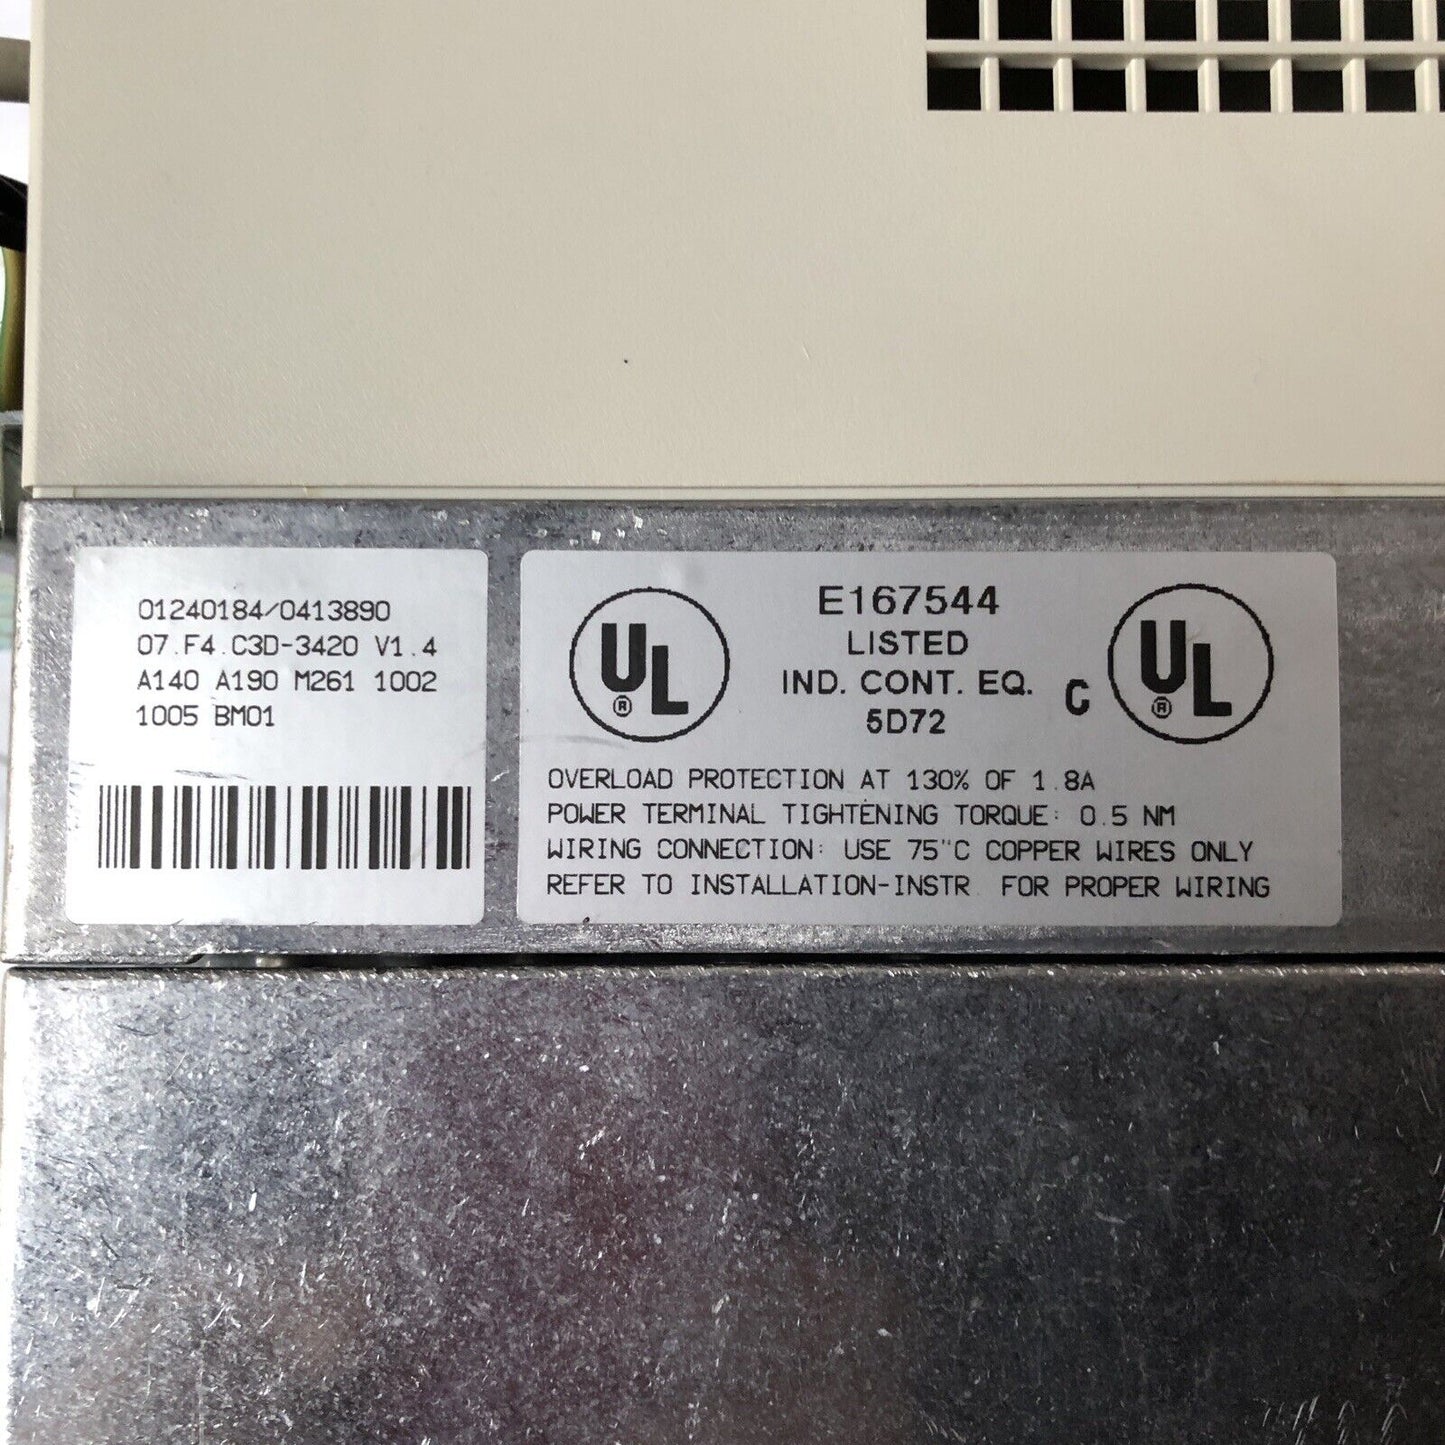 01240184/0413890
07.F4.C3D-3420 V1.4
A140 A190 M261 1002
1005 BM01
UL
®
E167544
LISTED
IND. CONT. EQ.
5D72
C
UL
®
OVERLOAD PROTECTION AT 130% OF 1.8A
POWER TERMINAL TIGHTENING TORQUE: 0.5 NM
WIRING CONNECTION: USE 75"C COPPER WIRES ONLY
REFER TO INSTALLATION-INSTR. FOR PROPER WIRING